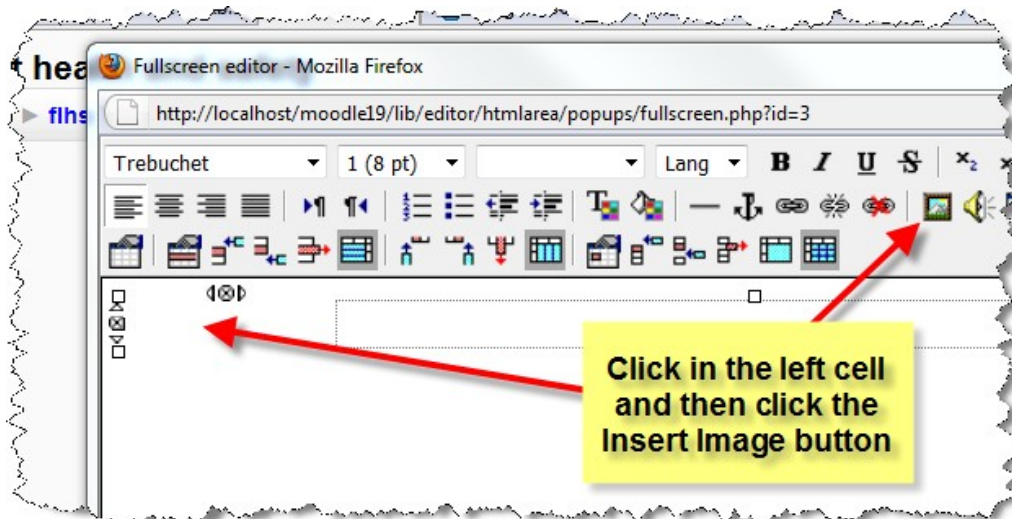 t hea
Fullscreen editor - Mozilla Firefox
flhs
http://localhost/moodle19/lib/editor/htmlarea/popups/fullscreen.php?id=3
Trebuchet 1 (8 pt) Lang B I U S x₂
Click in the left cell
and then click the
Insert Image button